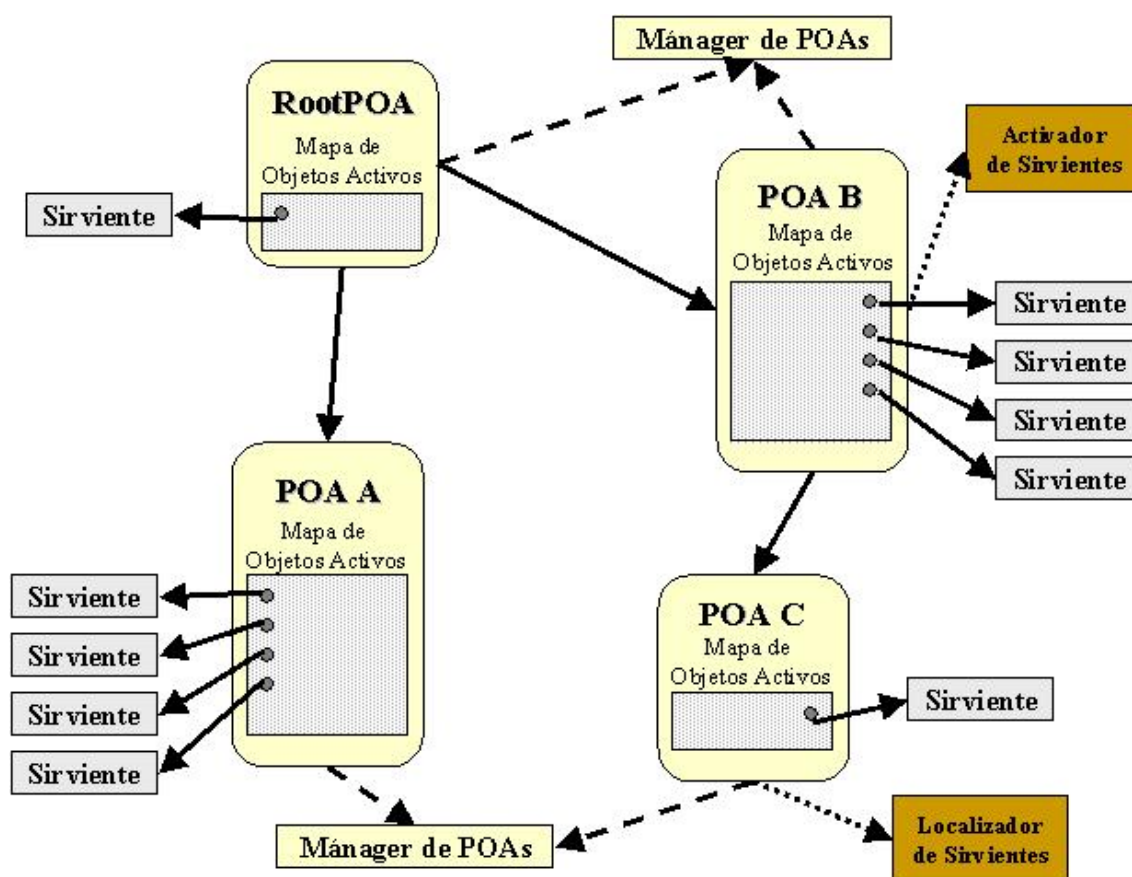 Mánager de POAs
RootPOA
Mapa de
Objetos Activos
Sirviente
Activador
de Sirvientes
POA B
Mapa de
Objetos Activos
Sirviente
Sirviente
Sirviente
Sirviente
POA A
Mapa de
Objetos Activos
Sirviente
Sirviente
Sirviente
Sirviente
POA C
Mapa de
Objetos Activos
Sirviente
Mánager de POAs
Localizador
de Sirvientes